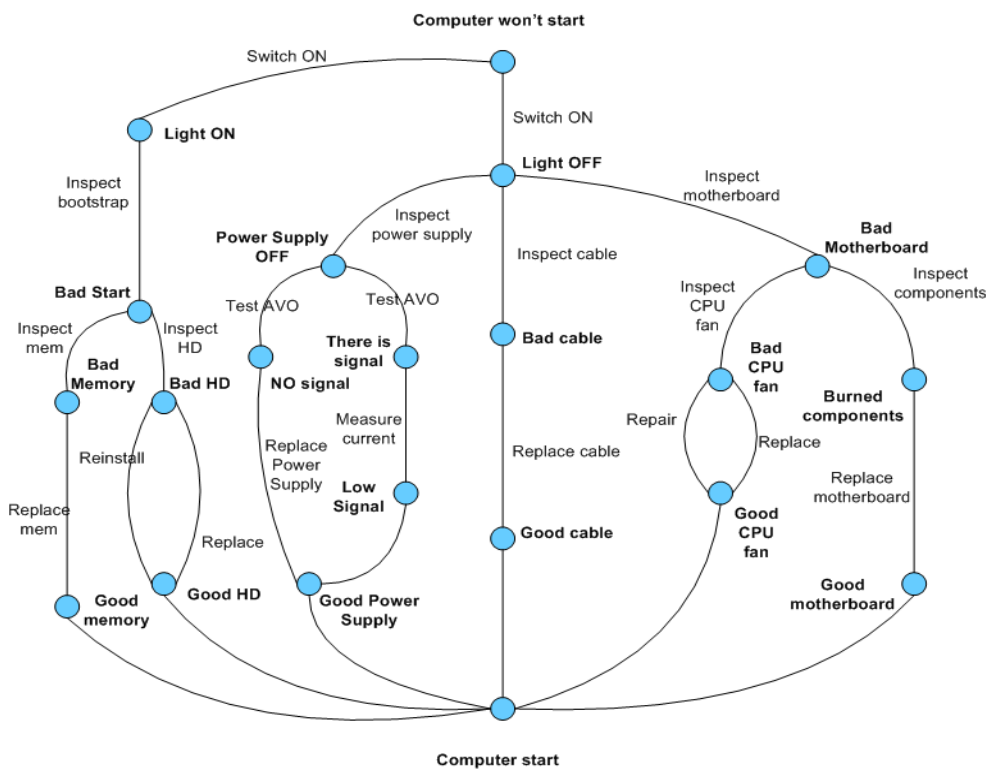 Computer won't start
Switch ON
Switch ON
Light ON
Light OFF
Inspect
bootstrap
Inspect
power supply
Inspect
motherboard
Power Supply
OFF
Bad
Motherboard
Inspect cable
Inspect
CPU
fan
Inspect
components
Bad Start
Test AVO
Test AVO
Inspect
mem
Inspect
HD
There is
signal
Bad cable
Bad
Memory
Bad HD
NO signal
Bad
CPU
fan
Burned
components
Measure
current
Repair
Replace
Reinstall
Replace
Power
Supply
Replace cable
Replace
motherboard
Low
Signal
Replace
mem
Replace
Good cable
Good
CPU
fan
Good
memory
Good HD
Good Power
Supply
Good
motherboard
Computer start